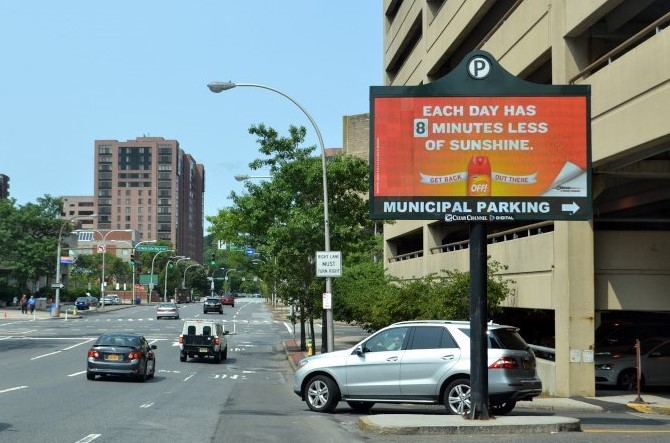 P
EACH DAY HAS
8 MINUTES LESS
OF SUNSHINE.
GET BACK OUT THERE
OFF!
MUNICIPAL PARKING
CLEAR CHANNEL DIGITAL
RIGHT LANE
MUST
TURN RIGHT